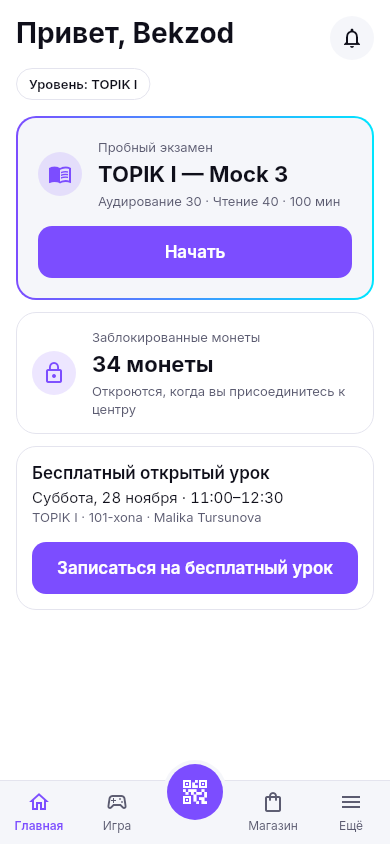 Привет, Bekzod
Уровень: TOPIK I
Пробный экзамен
TOPIK I — Mock 3
Аудирование 30 · Чтение 40 · 100 мин
Начать
Заблокированные монеты
34 монеты
Откроются, когда вы присоединитесь к
центру
Бесплатный открытый урок
Суббота, 28 ноября · 11:00–12:30
TOPIK I · 101-xona · Malika Tursunova
Записаться на бесплатный урок
Главная
Игра
Магазин
Ещё